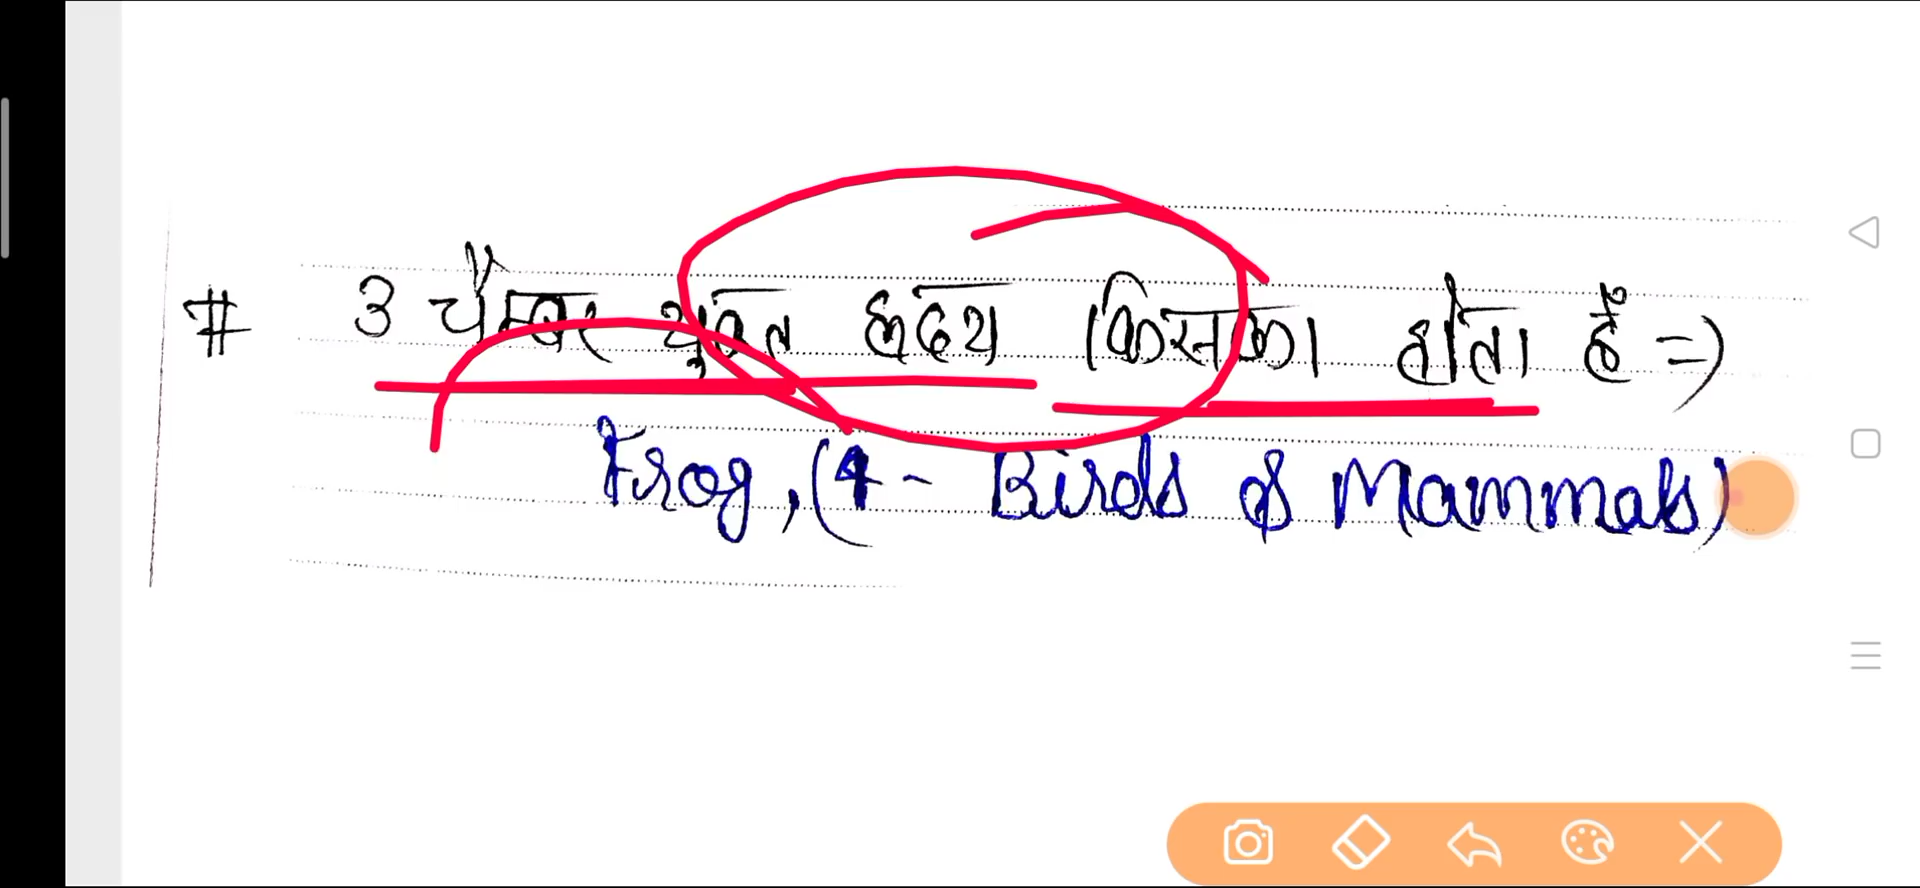 # 3 चैम्बर युक्त हृदय किसका होता है =)
Frog, (4 - Birds & Mammals)